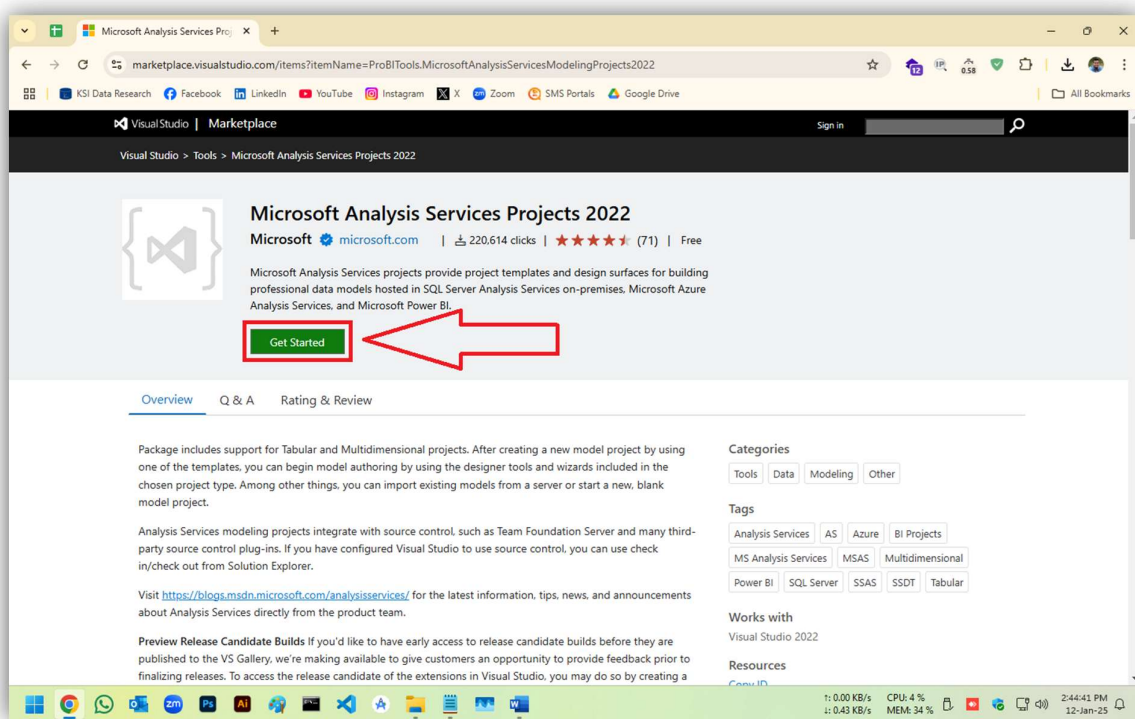 Microsoft Analysis Services Pro
marketplace.visualstudio.com/items?itemName=ProBITools.MicrosoftAnalysisServicesModelingProjects2022
12
IP
0.58
KSI Data Research
Facebook
LinkedIn
YouTube
Instagram
X
Zoom
SMS Portals
Google Drive
All Bookmarks
Visual Studio | Marketplace
Sign in
Visual Studio > Tools > Microsoft Analysis Services Projects 2022
Microsoft Analysis Services Projects 2022
Microsoft microsoft.com | 220,614 clicks | (71) | Free
Microsoft Analysis Services projects provide project templates and design surfaces for building
professional data models hosted in SQL Server Analysis Services on-premises, Microsoft Azure
Analysis Services, and Microsoft Power BI.
Get Started
Overview Q & A Rating & Review
Package includes support for Tabular and Multidimensional projects. After creating a new model project by using
one of the templates, you can begin model authoring by using the designer tools and wizards included in the
chosen project type. Among other things, you can import existing models from a server or start a new, blank
model project.
Analysis Services modeling projects integrate with source control, such as Team Foundation Server and many third-
party source control plug-ins. If you have configured Visual Studio to use source control, you can use check
in/check out from Solution Explorer.
Visit https://blogs.msdn.microsoft.com/analysisservices/ for the latest information, tips, news, and announcements
about Analysis Services directly from the product team.
Preview Release Candidate Builds If you'd like to have early access to release candidate builds before they are
published to the VS Gallery, we're making available to give customers an opportunity to provide feedback prior to
finalizing releases. To access the release candidate of the extensions in Visual Studio, you may do so by creating a
Categories
Tools Data Modeling Other
Tags
Analysis Services AS Azure BI Projects
MS Analysis Services MSAS Multidimensional
Power BI SQL Server SSAS SSDT Tabular
Works with
Visual Studio 2022
Resources
Copy ID
zm
Ps
Ai
↑: 0.00 KB/s CPU: 4 % 2:44:41 PM
↓: 0.43 KB/s MEM: 34 % 12-Jan-25